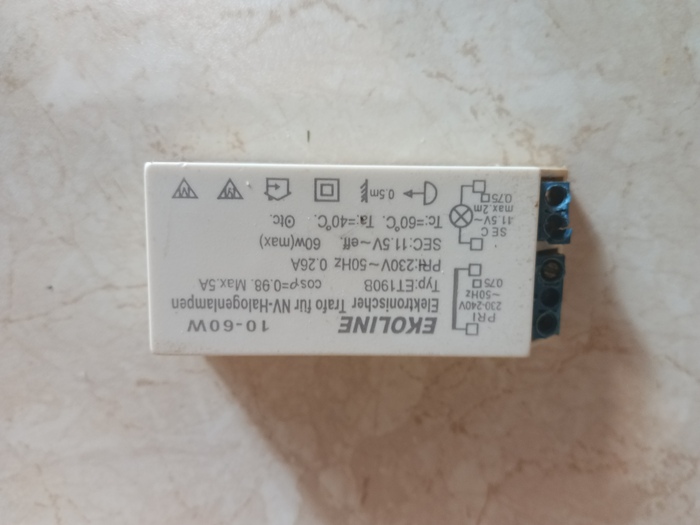 EKOLINE 10-60W
Elektronischer Trafo für NV-Halogenlampen
Typ:ET190B cosρ=0.98. Max.5A
PRI:230V~50Hz 0.26A
SEC:11.5V~eff. 60w(max)
Tc:=60°C. Ta:=40°C. Otc.
0.5m
PRI
230-240V
~50Hz
0.75
SEC
11.5V~
max.2m
0.75